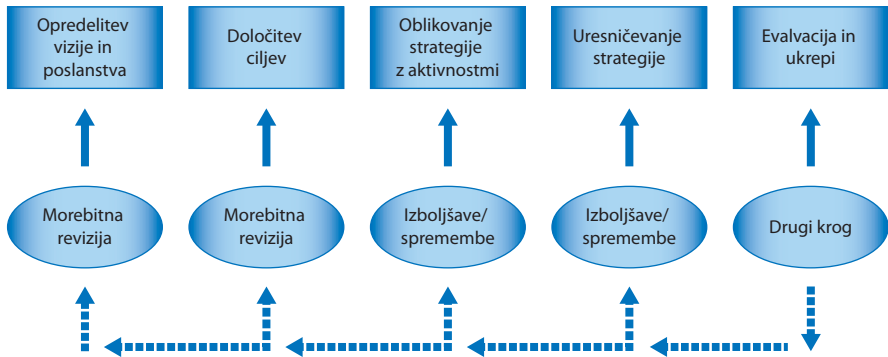 Opredelitev
vizije in
poslanstva
Določitev
ciljev
Oblikovanje
strategije
z aktivnostmi
Uresničevanje
strategije
Evalvacija in
ukrepi
Morebitna
revizija
Morebitna
revizija
Izboljšave/
spremembe
Izboljšave/
spremembe
Drugi krog